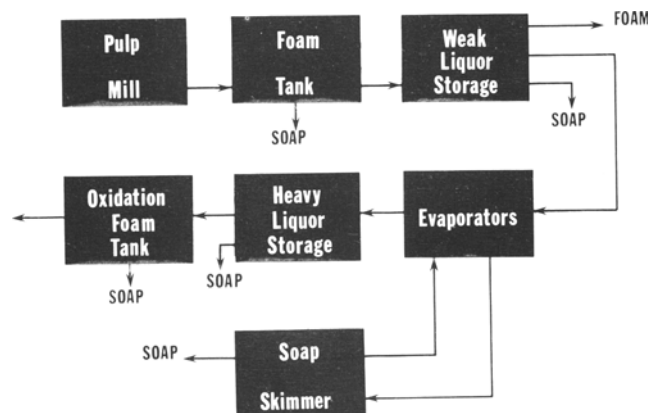 Pulp
Mill
Foam
Tank
Weak
Liquor
Storage
FOAM
SOAP
SOAP
Oxidation
Foam
Tank
Heavy
Liquor
Storage
Evaporators
SOAP
SOAP
SOAP
Soap
Skimmer